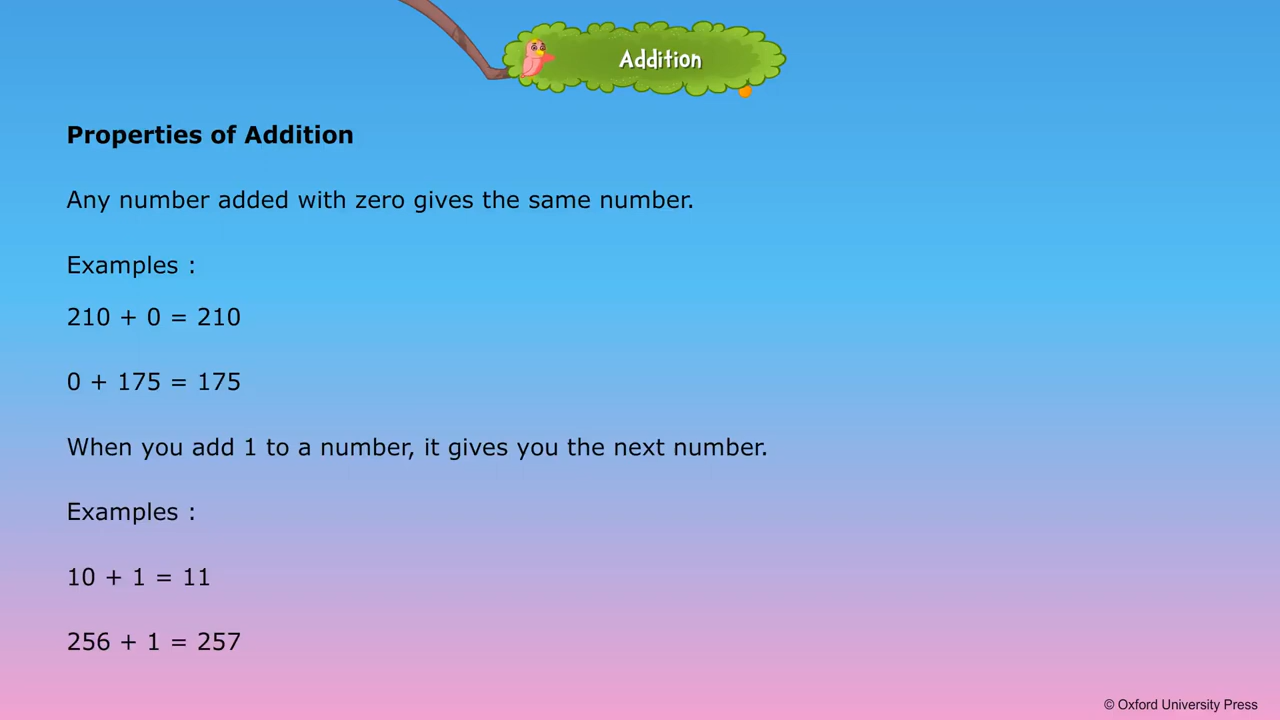 Addition
Properties of Addition
Any number added with zero gives the same number.
Examples :
210 + 0 = 210
0 + 175 = 175
When you add 1 to a number, it gives you the next number.
Examples :
10 + 1 = 11
256 + 1 = 257
© Oxford University Press